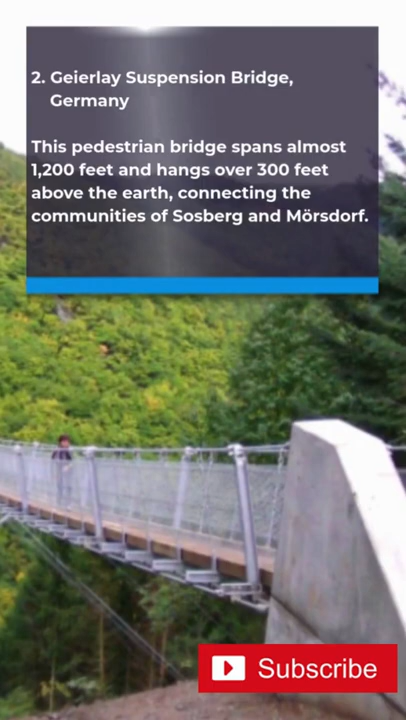 2. Geierlay Suspension Bridge,
Germany
This pedestrian bridge spans almost
1,200 feet and hangs over 300 feet
above the earth, connecting the
communities of Sosberg and Mörsdorf.
Subscribe